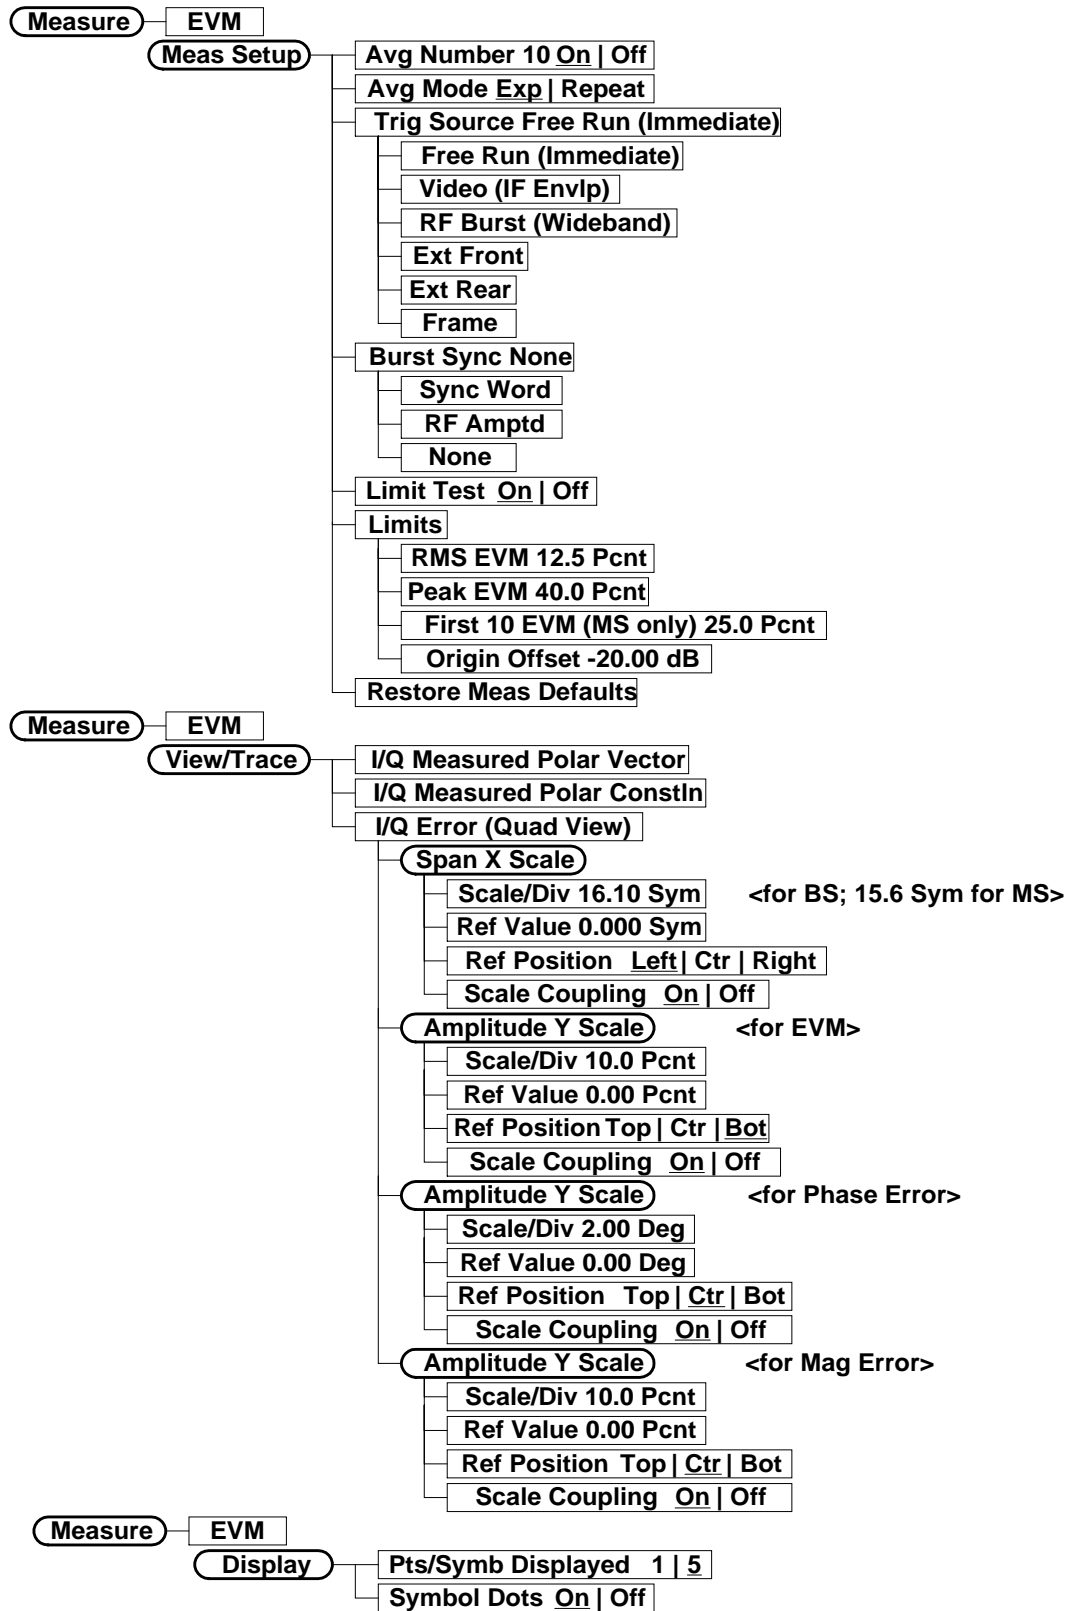 Measure EVM
Meas Setup Avg Number 10 On | Off
Avg Mode Exp | Repeat
Trig Source Free Run (Immediate)
Free Run (Immediate)
Video (IF Envlp)
RF Burst (Wideband)
Ext Front
Ext Rear
Frame
Burst Sync None
Sync Word
RF Amptd
None
Limit Test On | Off
Limits
RMS EVM 12.5 Pcnt
Peak EVM 40.0 Pcnt
First 10 EVM (MS only) 25.0 Pcnt
Origin Offset -20.00 dB
Restore Meas Defaults
Measure EVM
View/Trace I/Q Measured Polar Vector
I/Q Measured Polar Constln
I/Q Error (Quad View)
Span X Scale
Scale/Div 16.10 Sym <for BS; 15.6 Sym for MS>
Ref Value 0.000 Sym
Ref Position Left | Ctr | Right
Scale Coupling On | Off
Amplitude Y Scale <for EVM>
Scale/Div 10.0 Pcnt
Ref Value 0.00 Pcnt
Ref Position Top | Ctr | Bot
Scale Coupling On | Off
Amplitude Y Scale <for Phase Error>
Scale/Div 2.00 Deg
Ref Value 0.00 Deg
Ref Position Top | Ctr | Bot
Scale Coupling On | Off
Amplitude Y Scale <for Mag Error>
Scale/Div 10.0 Pcnt
Ref Value 0.00 Pcnt
Ref Position Top | Ctr | Bot
Scale Coupling On | Off
Measure EVM
Display Pts/Symb Displayed 1 | 5
Symbol Dots On | Off